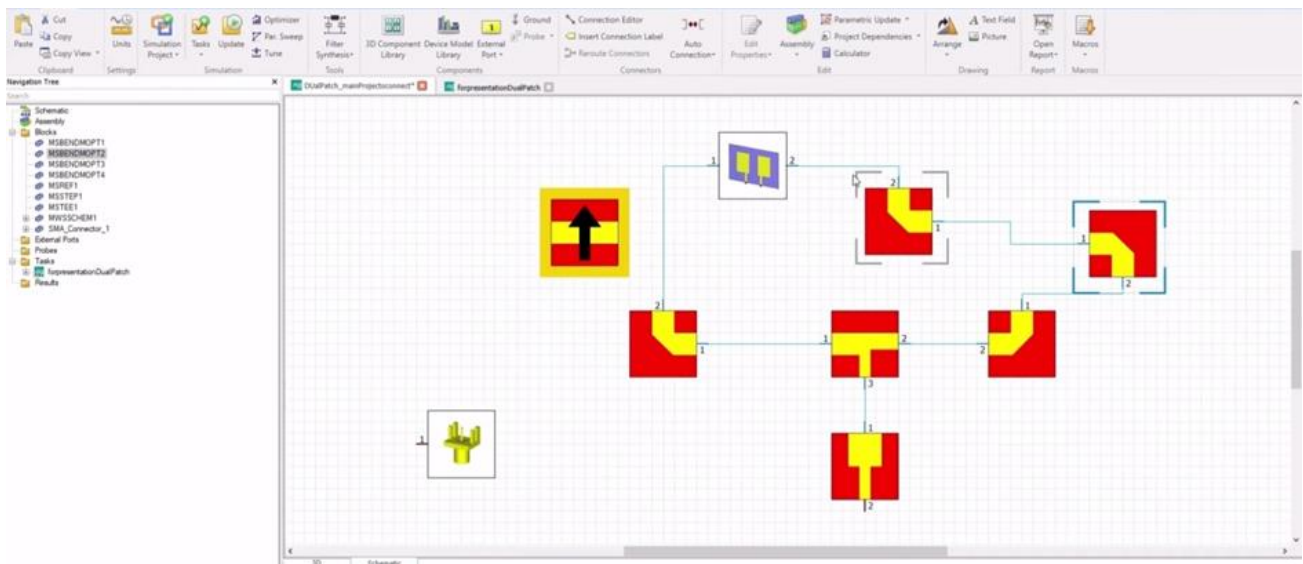 Paste
Cut
Copy
Copy View
Clipboard
Units
Settings
Simulation Project
Tasks
Update
Optimizer
Par. Sweep
Tune
Simulation
Filter Synthesis
Tools
3D Component Library
Device Model Library
External Port
Ground
Probe
Components
Connection Editor
Insert Connection Label
Reroute Connectors
Auto Connection
Connectors
Edit Properties
Assembly
Parametric Update
Project Dependencies
Calculator
Edit
Arrange
A Text Field
Picture
Drawing
Open Report
Report
Macros
Macros
Navigation Tree
Search
Schematic
Assembly
Blocks
MSBENDMOPT1
MSBENDMOPT2
MSBENDMOPT3
MSBENDMOPT4
MSREF1
MSSTEP1
MSTEE1
MWSSCHEM1
SMA_Connector_1
External Ports
Probes
Tasks
forpresentationDualPatch
Results
DUalPatch_mainProjectoconnect*
forpresentationDualPatch
1 2
2
1
1
2
2
1
1 2
3
1
2
1
2
1
3D
Schematic